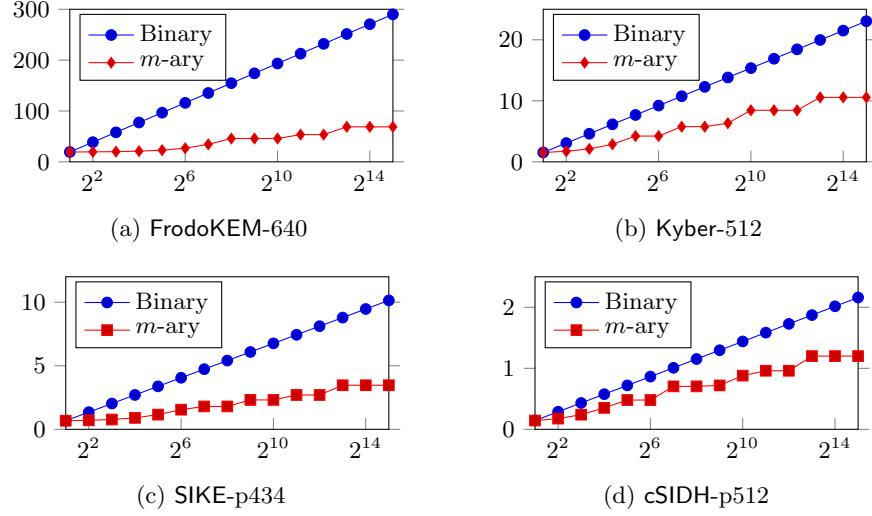 300
200
100
0
Binary
m-ary
2^2 2^6 2^10 2^14
(a) FrodoKEM-640
20
10
0
Binary
m-ary
2^2 2^6 2^10 2^14
(b) Kyber-512
10
5
0
Binary
m-ary
2^2 2^6 2^10 2^14
(c) SIKE-p434
2
1
0
Binary
m-ary
2^2 2^6 2^10 2^14
(d) cSIDH-p512